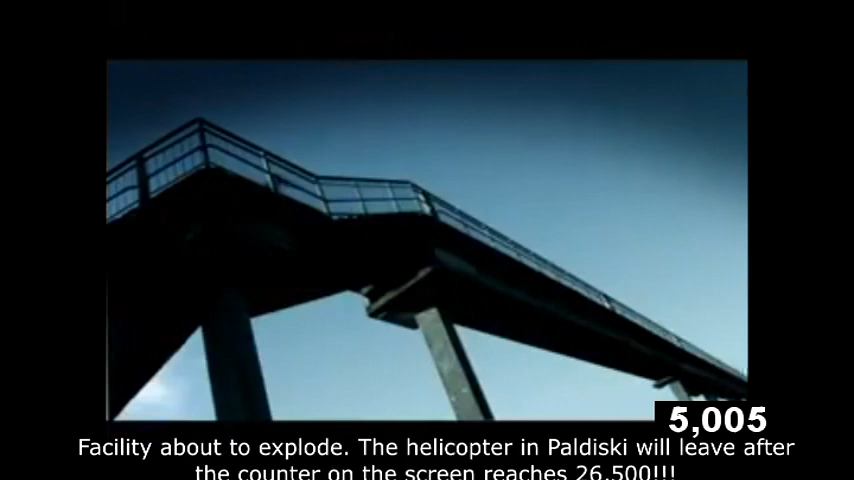 5,005
Facility about to explode. The helicopter in Paldiski will leave after
the counter on the screen reaches 26,500!!!